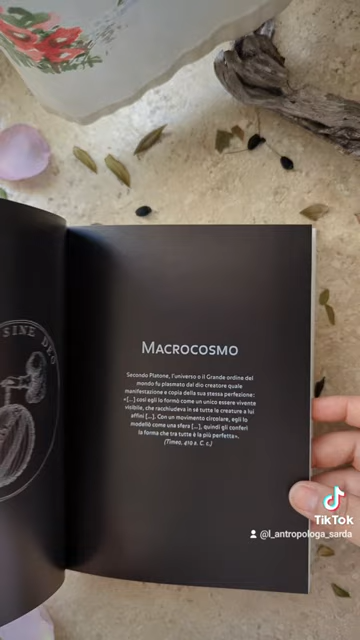 SINE DEO
MACROCOSMO
Secondo Platone, l'universo o il Grande ordine del
mondo fu plasmato dal dio creatore quale
manifestazione e copia della sua stessa perfezione:
«[...] così egli lo formò come un unico essere vivente
visibile, che racchiudeva in sé tutte le creature a lui
affini [...]. Con un movimento circolare, egli lo
modellò come una sfera [...], quindi gli conferì
la forma che tra tutte è la più perfetta».
(Timeo, 410 a. C. c.)
TikTok
@l_antropologa_sarda